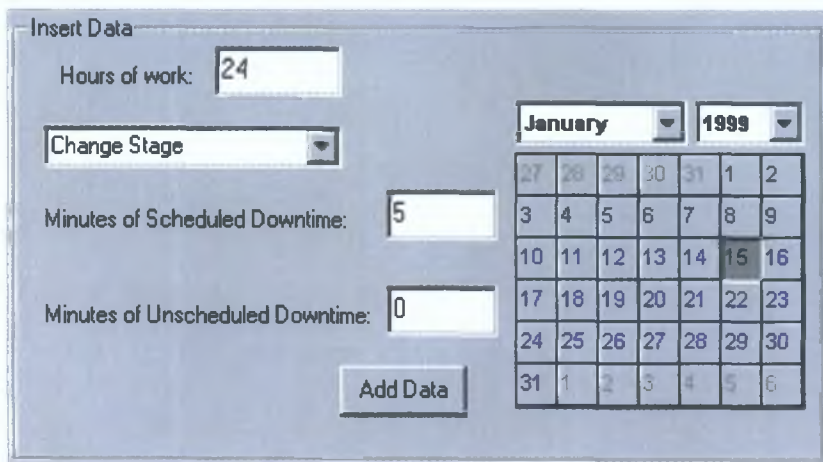 Insert Data
Hours of work: 24
Change Stage
Minutes of Scheduled Downtime: 5
Minutes of Unscheduled Downtime: 0
Add Data
January 1999
27 28 29 30 31 1 2
3 4 5 6 7 8 9
10 11 12 13 14 15 16
17 18 19 20 21 22 23
24 25 26 27 28 29 30
31 1 2 3 4 5 6